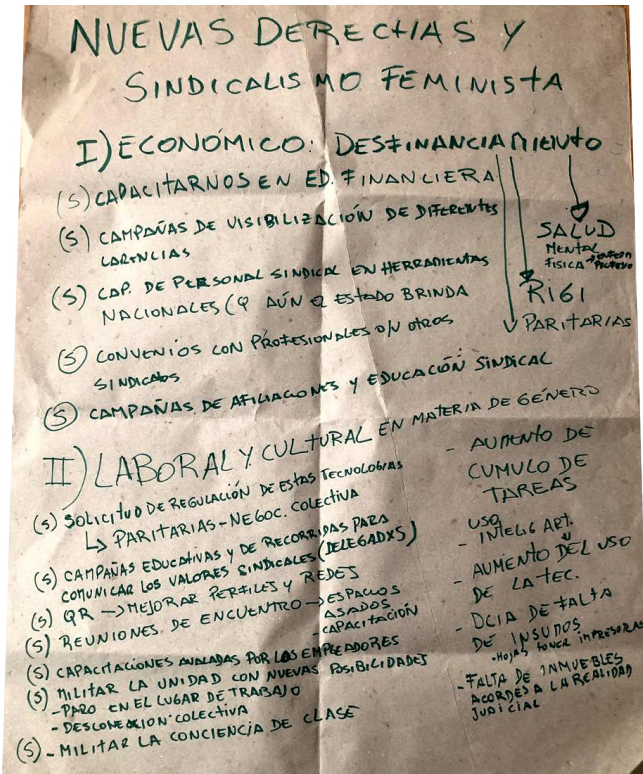 NUEVAS DERECHAS Y
SINDICALISMO FEMINISTA
I) ECONÓMICO: DESFINANCIAMIENTO
(S) CAPACITARNOS EN ED. FINANCIERA
(S) CAMPAÑAS DE VISIBILIZACIÓN DE DIFERENTES
CARENCIAS
(S) CAP. DE PERSONAL SINDICAL EN HERRAMIENTAS
NACIONALES (Q AÚN EL ESTADO BRINDA
(S) CONVENIOS CON PROFESIONALES O/Y OTROS
SINDICATOS
(S) CAMPAÑAS DE AFILIACIONES Y EDUCACIÓN SINDICAL
SALUD
MENTAL
FISICA →
RIGI
PARITARIAS
II) LABORAL Y CULTURAL EN MATERIA DE GÉNERO
(S) SOLICITUD DE REGULACIÓN DE ESTAS TECNOLOGIAS
↳ PARITARIAS - NEGOC. COLECTIVA
(S) CAMPAÑAS EDUCATIVAS Y DE RECORRIDAS PARA
COMUNICAR LOS VALORES SINDICALES (DELEGADXS)
(S) QR → MEJORAR PERFILES Y REDES
(S) REUNIONES DE ENCUENTRO → ESPACIOS
ASADOS
- CAPACITACIÓN
(S) CAPACITACIONES AVALADAS POR LOS EMPLEADORES
(S) MILITAR LA UNIDAD CON NUEVAS POSIBILIDADES
- PARO EN EL LUGAR DE TRABAJO
- DESCONEXION COLECTIVA
(S) - MILITAR LA CONCIENCIA DE CLASE
- AUMENTO DE
CUMULO DE
TAREAS
USO
- INTELIG ART.
- AUMENTO DEL USO
DE LA TEC.
- DCIA DE FALTA
DE INSUMOS
- HOJAS TONER IMPRESORAS
- FALTA DE INMUEBLES
ACORDES A LA REALIDAD
JUDICIAL